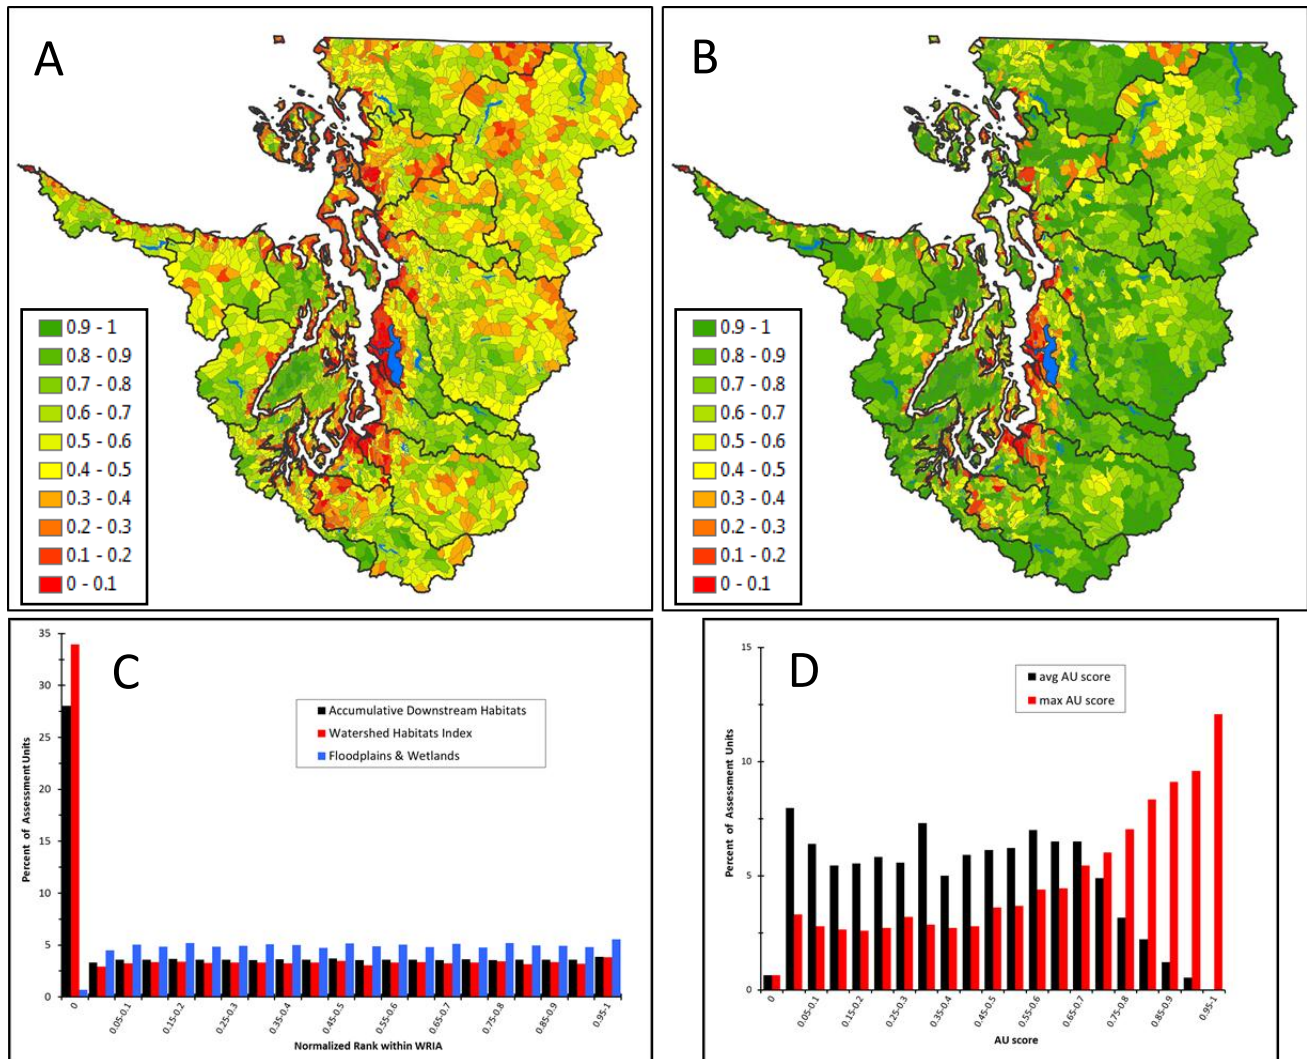 A
0.9 - 1
0.8 - 0.9
0.7 - 0.8
0.6 - 0.7
0.5 - 0.6
0.4 - 0.5
0.3 - 0.4
0.2 - 0.3
0.1 - 0.2
0 - 0.1
B
0.9 - 1
0.8 - 0.9
0.7 - 0.8
0.6 - 0.7
0.5 - 0.6
0.4 - 0.5
0.3 - 0.4
0.2 - 0.3
0.1 - 0.2
0 - 0.1
C
Percent of Assessment Units
35
30
25
20
15
10
5
0
Accumulative Downstream Habitats
Watershed Habitats Index
Floodplains & Wetlands
0
0.05-0.1
0.15-0.2
0.25-0.3
0.35-0.4
0.45-0.5
0.55-0.6
0.65-0.7
0.75-0.8
0.85-0.9
0.95-1
Normalized Rank within WRIA
D
Percent of Assessment Units
15
10
5
0
avg AU score
max AU score
0
0.05-0.1
0.15-0.2
0.25-0.3
0.35-0.4
0.45-0.5
0.55-0.6
0.65-0.7
0.75-0.8
0.85-0.9
0.95-1
AU score